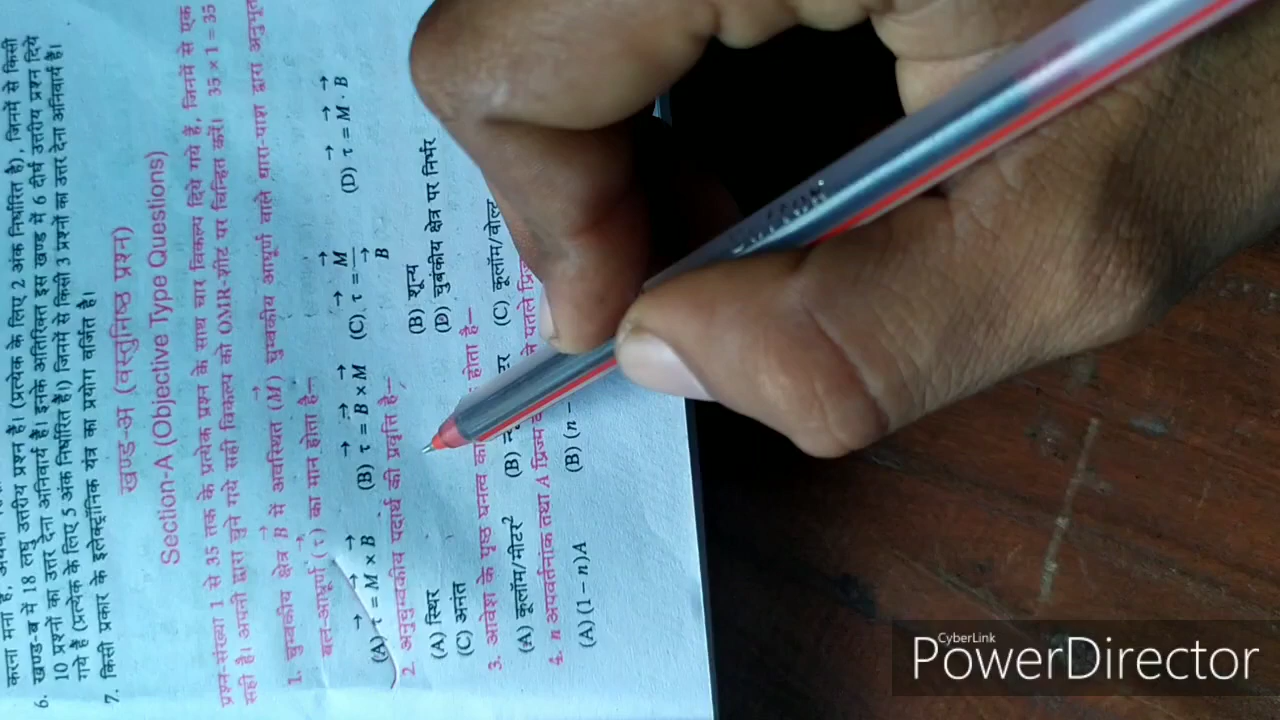 करना मना है,
6. खण्ड-ब में 18 लघु उत्तरीय प्रश्न हैं। (प्रत्येक के लिए 2 अंक निर्धारित है), जिनमें से किसी
10 प्रश्नों का उत्तर देना अनिवार्य हैं। इनके अतिरिक्त इस खण्ड में 6 दीर्घ उत्तरीय प्रश्न दिये
गये हैं (प्रत्येक के लिए 5 अंक निर्धारित हैं।) जिनमें से किसी 3 प्रश्नों का उत्तर देना अनिवार्य है।
7. किसी प्रकार के इलेक्ट्रॉनिक यंत्र का प्रयोग वर्जित है।
खण्ड-अ (वस्तुनिष्ठ प्रश्न)
Section-A (Objective Type Questions)
प्रश्न-संख्या 1 से 35 तक के प्रत्येक प्रश्न के साथ चार विकल्प दिये गये हैं, जिनमें से एक
सही है। अपनी द्वारा चुने गये सही विकल्प को OMR-शीट पर चिन्हित करें। 35 × 1 = 35
1. चुम्बकीय क्षेत्र B⃗ में अवस्थित (M⃗) चुम्बकीय आघूर्ण वाले धारा-पाश द्वारा अनुभूत
बल-आघूर्ण (τ⃗) का मान होता है—
(A) τ⃗ = M⃗ × B⃗ (B) τ⃗ = B⃗ × M⃗ (C) τ⃗ = M⃗/B⃗ (D) τ⃗ = M⃗ · B⃗
2. अनुचुम्बकीय पदार्थ की प्रवृत्ति है—
(A) स्थिर (B) शून्य
(C) अनंत (D) चुबंकीय क्षेत्र पर निर्भर
3. आवेश के पृष्ठ घनत्व का होता है—
(A) कूलॉम/मीटर² (B) (C) कूलॉम/वोल्ट
4. n अपवर्तनांक तथा A प्रिज्म पतले
(A) (1 − n)A (B) (n −
CyberLink
PowerDirector